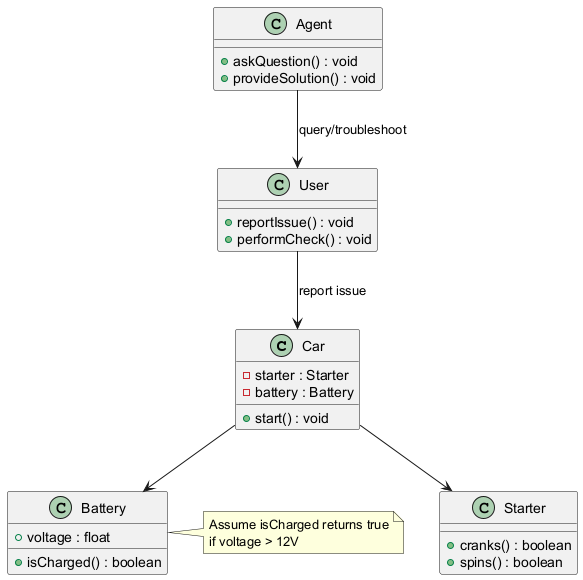 C Agent
askQuestion() : void
provideSolution() : void
query/troubleshoot
C User
reportIssue() : void
performCheck() : void
report issue
C Car
starter : Starter
battery : Battery
start() : void
C Battery
voltage : float
isCharged() : boolean
Assume isCharged returns true
if voltage > 12V
C Starter
cranks() : boolean
spins() : boolean